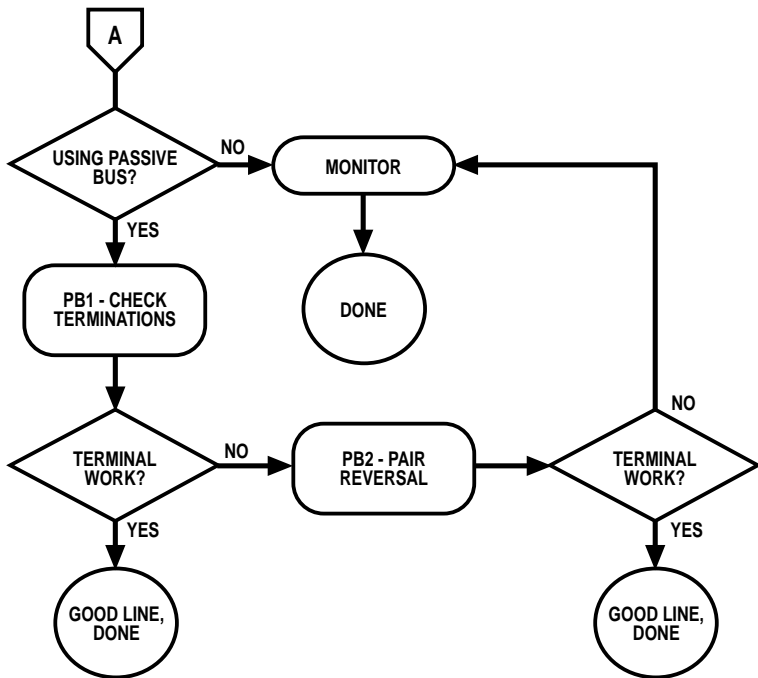 A
USING PASSIVE
BUS?
NO
MONITOR
YES
PB1 - CHECK
TERMINATIONS
DONE
TERMINAL
WORK?
NO
PB2 - PAIR
REVERSAL
NO
TERMINAL
WORK?
YES
YES
GOOD LINE,
DONE
GOOD LINE,
DONE